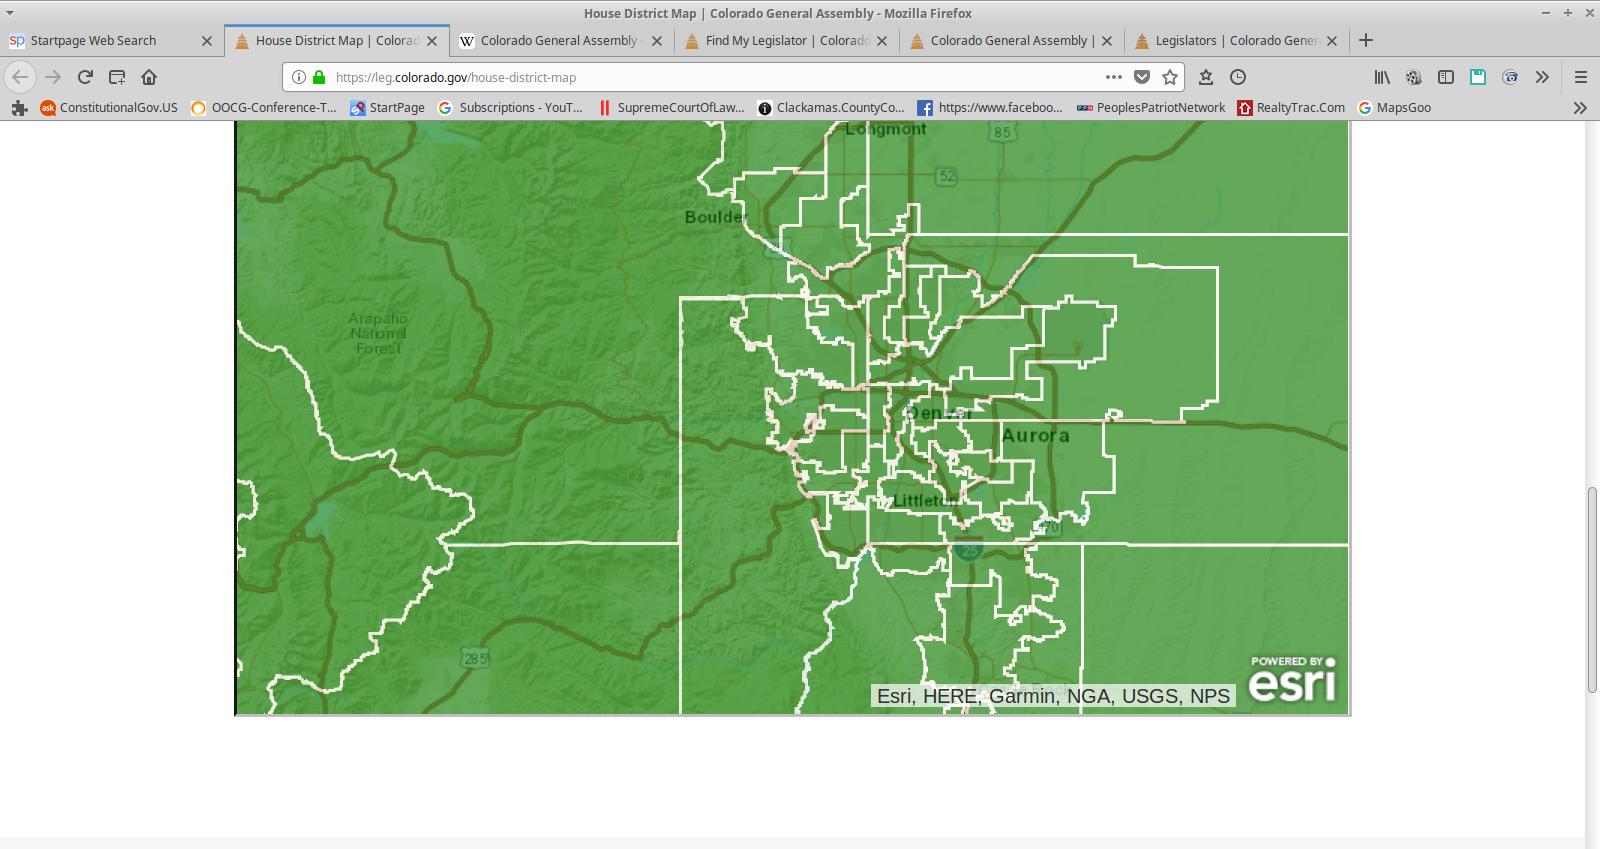 House District Map | Colorado General Assembly - Mozilla Firefox
Startpage Web Search
House District Map | Colorad
Colorado General Assembly -
Find My Legislator | Colorado
Colorado General Assembly |
Legislators | Colorado Gener
https://leg.colorado.gov/house-district-map
ConstitutionalGov.US
OOCG-Conference-T...
StartPage
Subscriptions - YouT...
SupremeCourtOfLaw...
Clackamas.CountyCo...
https://www.faceboo...
PeoplesPatriotNetwork
RealtyTrac.Com
MapsGoo
Longmont
85
52
Boulder
Arapaho
National
Forest
Denver
Aurora
Littleton
25
285
POWERED BY
esri
Esri, HERE, Garmin, NGA, USGS, NPS